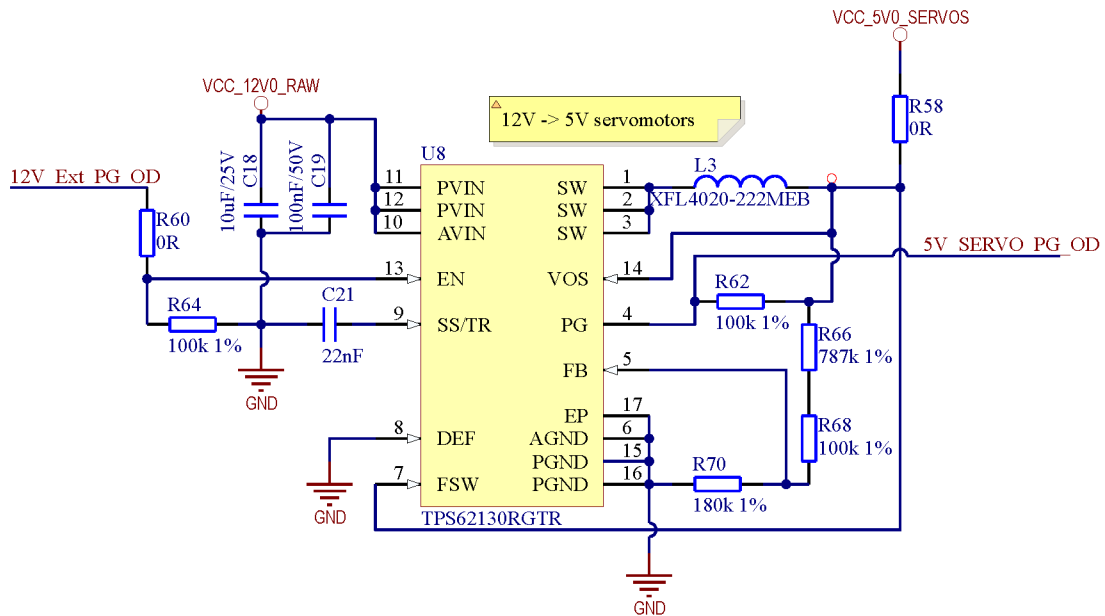 VCC_5V0_SERVOS
VCC_12V0_RAW
R58
0R
12V -> 5V servomotors
12V_Ext_PG_OD
10uF/25V
C18
100nF/50V
C19
U8
L3
XFL4020-222MEB
11
PVIN
SW
1
12
PVIN
SW
2
10
AVIN
SW
3
R60
0R
5V_SERVO_PG_OD
13
EN
VOS
14
R64
100k 1%
C21
22nF
9
SS/TR
PG
4
R62
100k 1%
R66
787k 1%
FB
5
GND
EP
17
R68
100k 1%
8
DEF
AGND
6
PGND
15
7
FSW
PGND
16
R70
180k 1%
GND
TPS62130RGTR
GND